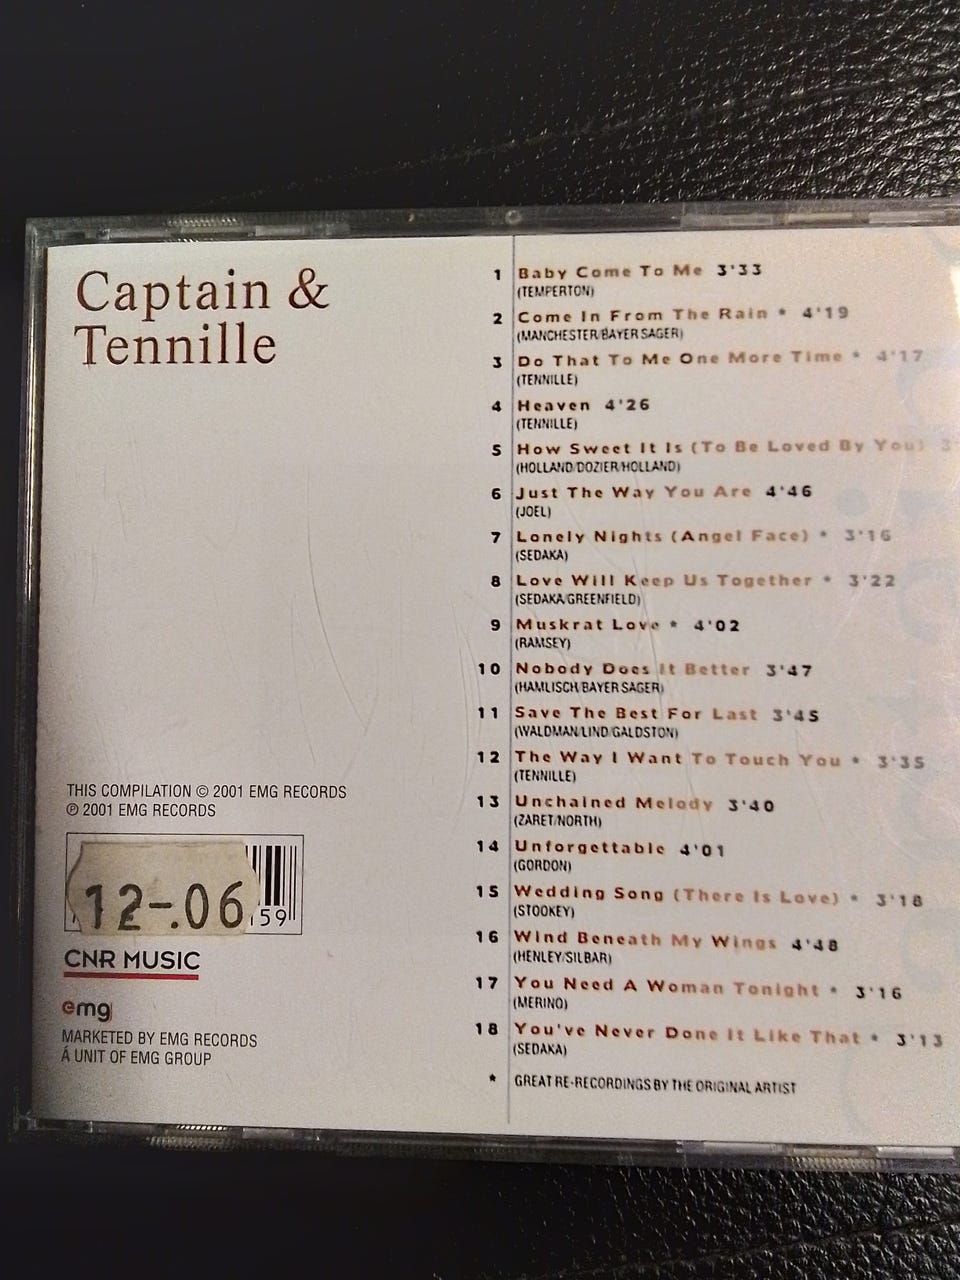 Captain &
Tennille
1 Baby Come To Me 3'33
(TEMPERTON)
2 Come In From The Rain * 4'19
(MANCHESTER/BAYER SAGER)
3 Do That To Me One More Time * 4'17
(TENNILLE)
4 Heaven 4'26
(TENNILLE)
5 How Sweet It Is (To Be Loved By You)
(HOLLAND/DOZIER/HOLLAND)
6 Just The Way You Are 4'46
(JOEL)
7 Lonely Nights (Angel Face) * 3'16
(SEDAKA)
8 Love Will Keep Us Together * 3'22
(SEDAKA/GREENFIELD)
9 Muskrat Love * 4'02
(RAMSEY)
10 Nobody Does It Better 3'47
(HAMLISCH/BAYER SAGER)
11 Save The Best For Last 3'45
(WALDMAN/LIND/GALDSTON)
12 The Way I Want To Touch You * 3'35
(TENNILLE)
13 Unchained Melody 3'40
(ZARET/NORTH)
14 Unforgettable 4'01
(GORDON)
15 Wedding Song (There Is Love) * 3'18
(STOOKEY)
16 Wind Beneath My Wings 4'48
(HENLEY/SILBAR)
17 You Need A Woman Tonight * 3'16
(MERINO)
18 You've Never Done It Like That * 3'13
(SEDAKA)
* GREAT RE-RECORDINGS BY THE ORIGINAL ARTIST
THIS COMPILATION © 2001 EMG RECORDS
℗ 2001 EMG RECORDS
12-.06
59
CNR MUSIC
emg
MARKETED BY EMG RECORDS
Á UNIT OF EMG GROUP